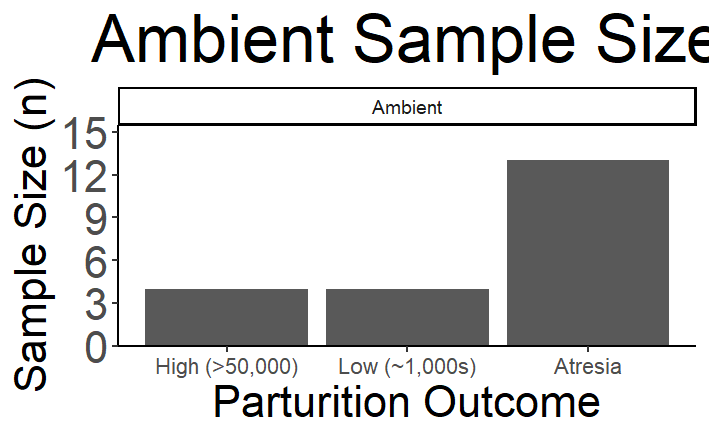 Ambient Sample Size
Ambient
Sample Size (n)
15
12
9
6
3
0
High (>50,000) Low (~1,000s) Atresia
Parturition Outcome